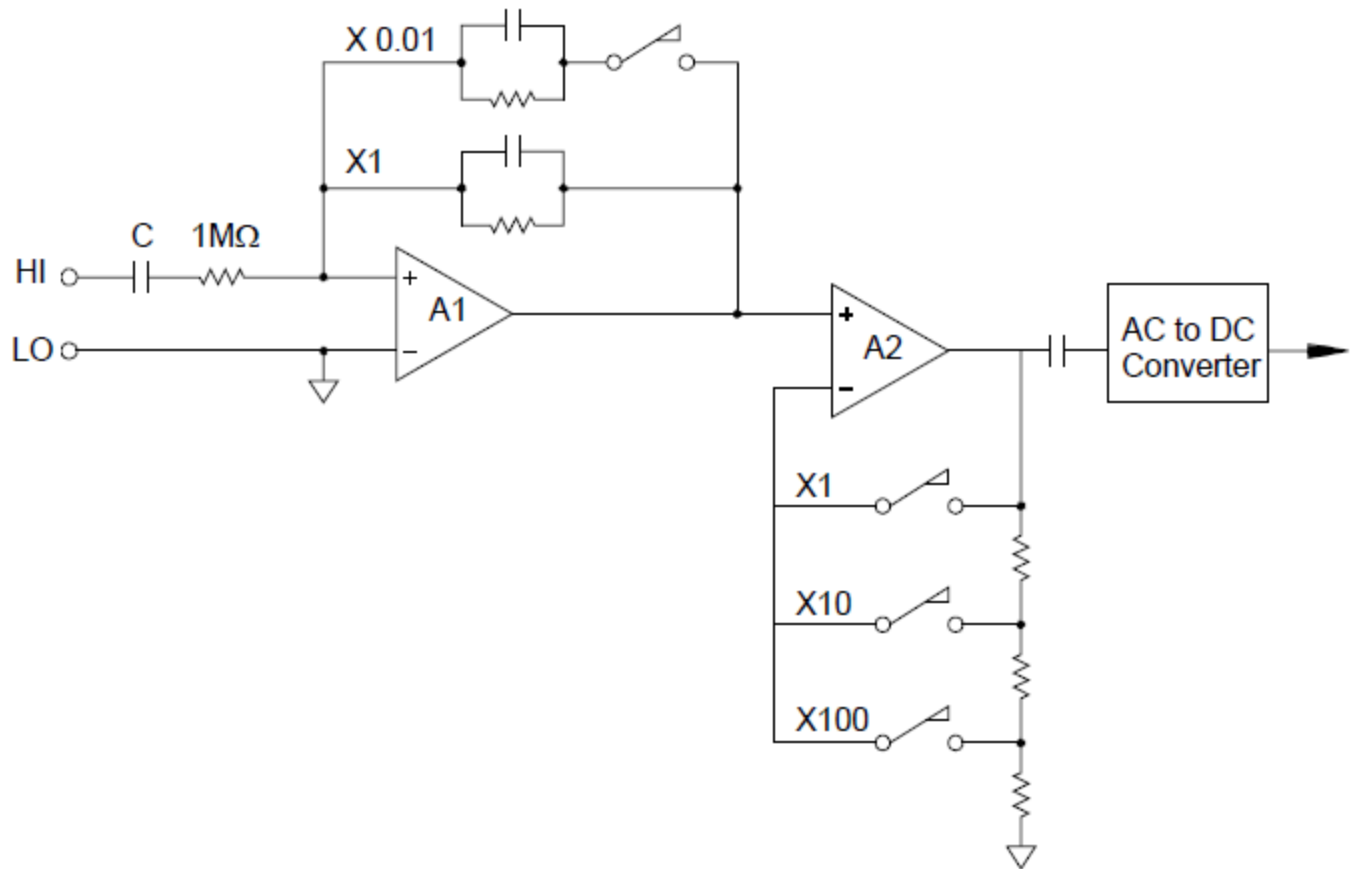 X 0.01
X1
C
1MΩ
HI
LO
+
−
A1
+
−
A2
AC to DC
Converter
X1
X10
X100